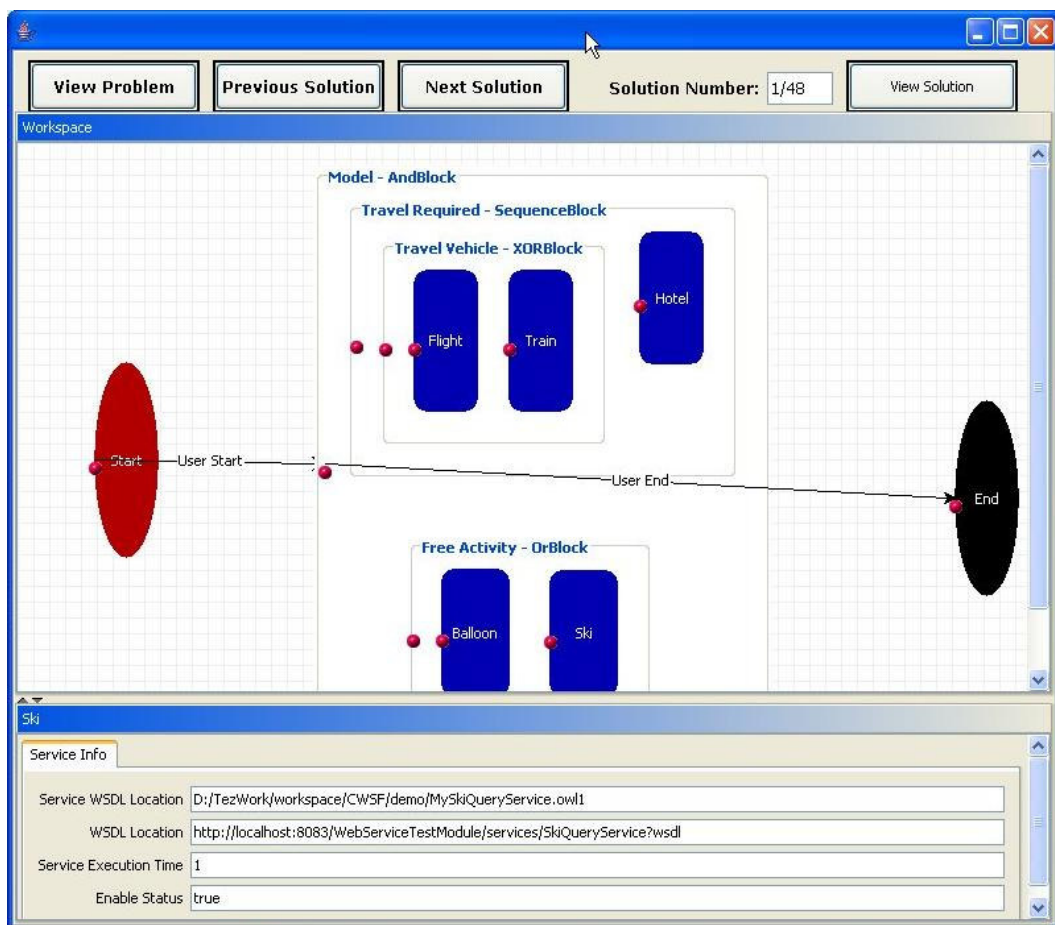 View Problem
Previous Solution
Next Solution
Solution Number: 1/48
View Solution
Workspace
Model - AndBlock
Travel Required - SequenceBlock
Travel Vehicle - XORBlock
Hotel
Flight
Train
Start
User Start
User End
End
Free Activity - OrBlock
Balloon
Ski
Ski
Service Info
Service WSDL Location D:/TezWork/workspace/CWSF/demo/MySkiQueryService.owl1
WSDL Location http://localhost:8083/WebServiceTestModule/services/SkiQueryService?wsdl
Service Execution Time 1
Enable Status true